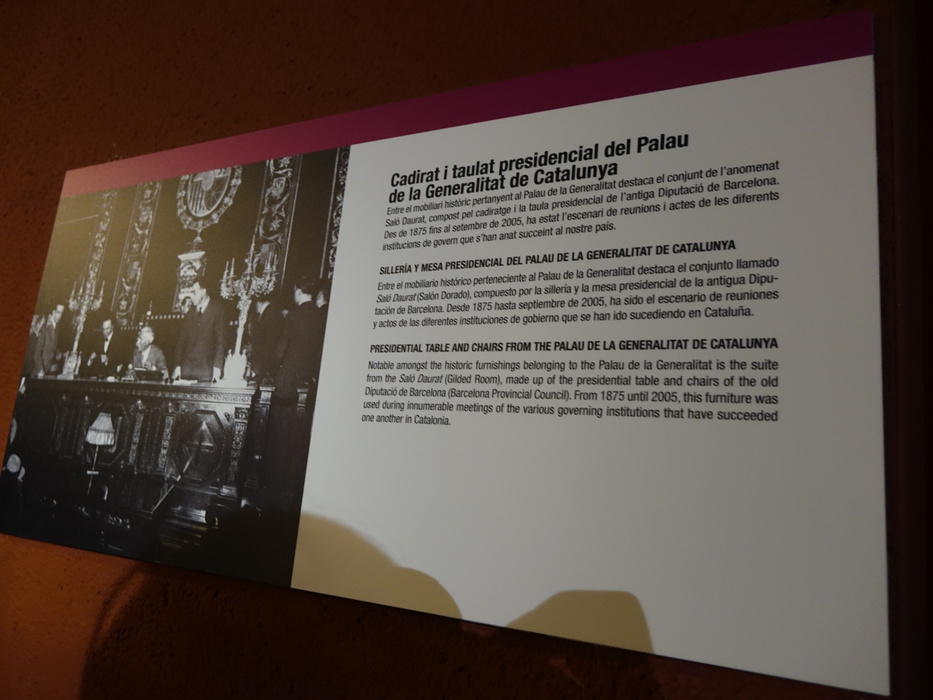 Cadirat i taulat presidencial del Palau
de la Generalitat de Catalunya
Entre el mobiliari històric pertanyent al Palau de la Generalitat destaca el conjunt de l'anomenat
Saló Daurat, compost pel cadiratge i la taula presidencial de l'antiga Diputació de Barcelona.
Des de 1875 fins al setembre de 2005, ha estat l'escenari de reunions i actes de les diferents
institucions de govern que s'han anat succeint al nostre país.
SILLERÍA Y MESA PRESIDENCIAL DEL PALAU DE LA GENERALITAT DE CATALUNYA
Entre el mobiliario histórico perteneciente al Palau de la Generalitat destaca el conjunto llamado
Saló Daurat (Salón Dorado), compuesto por la sillería y la mesa presidencial de la antigua Dipu-
tación de Barcelona. Desde 1875 hasta septiembre de 2005, ha sido el escenario de reuniones
y actos de las diferentes instituciones de gobierno que se han ido sucediendo en Cataluña.
PRESIDENTIAL TABLE AND CHAIRS FROM THE PALAU DE LA GENERALITAT DE CATALUNYA
Notable amongst the historic furnishings belonging to the Palau de la Generalitat is the suite
from the Saló Daurat (Gilded Room), made up of the presidential table and chairs of the old
Diputació de Barcelona (Barcelona Provincial Council). From 1875 until 2005, this furniture was
used during innumerable meetings of the various governing institutions that have succeeded
one another in Catalonia.